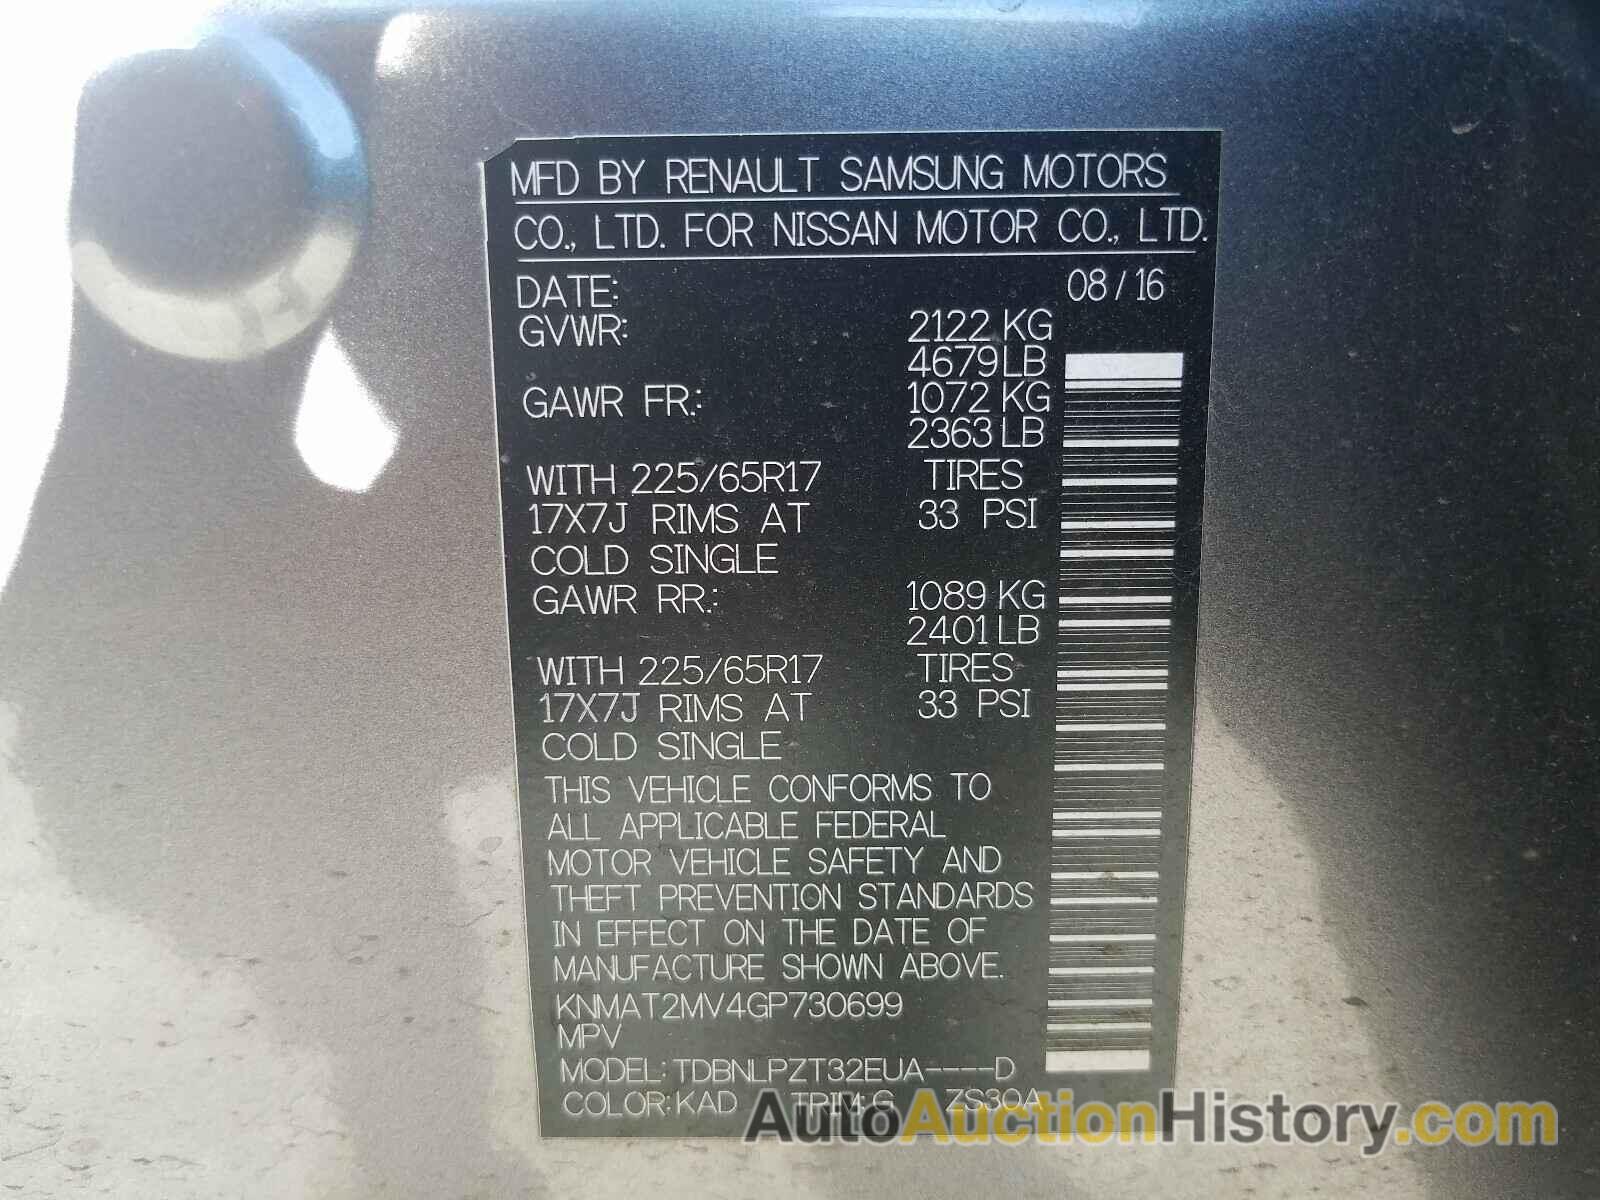 MFD BY RENAULT SAMSUNG MOTORS
CO., LTD. FOR NISSAN MOTOR CO., LTD.
DATE: 08 / 16
GVWR: 2122 KG
4679 LB
GAWR FR.: 1072 KG
2363 LB
WITH 225/65R17 TIRES
17X7J RIMS AT 33 PSI
COLD SINGLE
GAWR RR.: 1089 KG
2401 LB
WITH 225/65R17 TIRES
17X7J RIMS AT 33 PSI
COLD SINGLE
THIS VEHICLE CONFORMS TO
ALL APPLICABLE FEDERAL
MOTOR VEHICLE SAFETY AND
THEFT PREVENTION STANDARDS
IN EFFECT ON THE DATE OF
MANUFACTURE SHOWN ABOVE.
KNMAT2MV4GP730699
MPV
MODEL: TDBNLPZT32EUA----D
COLOR: KAD TRIM: G ZS30A
AutoAuctionHistory.com